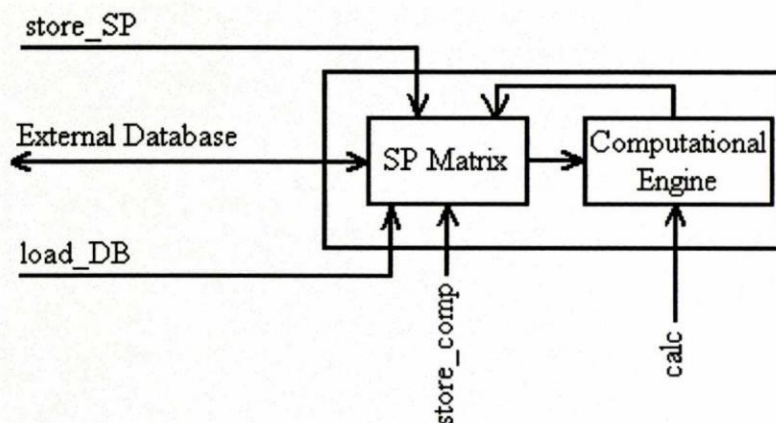 store_SP
External Database
SP Matrix
Computational
Engine
load_DB
store_comp
calc